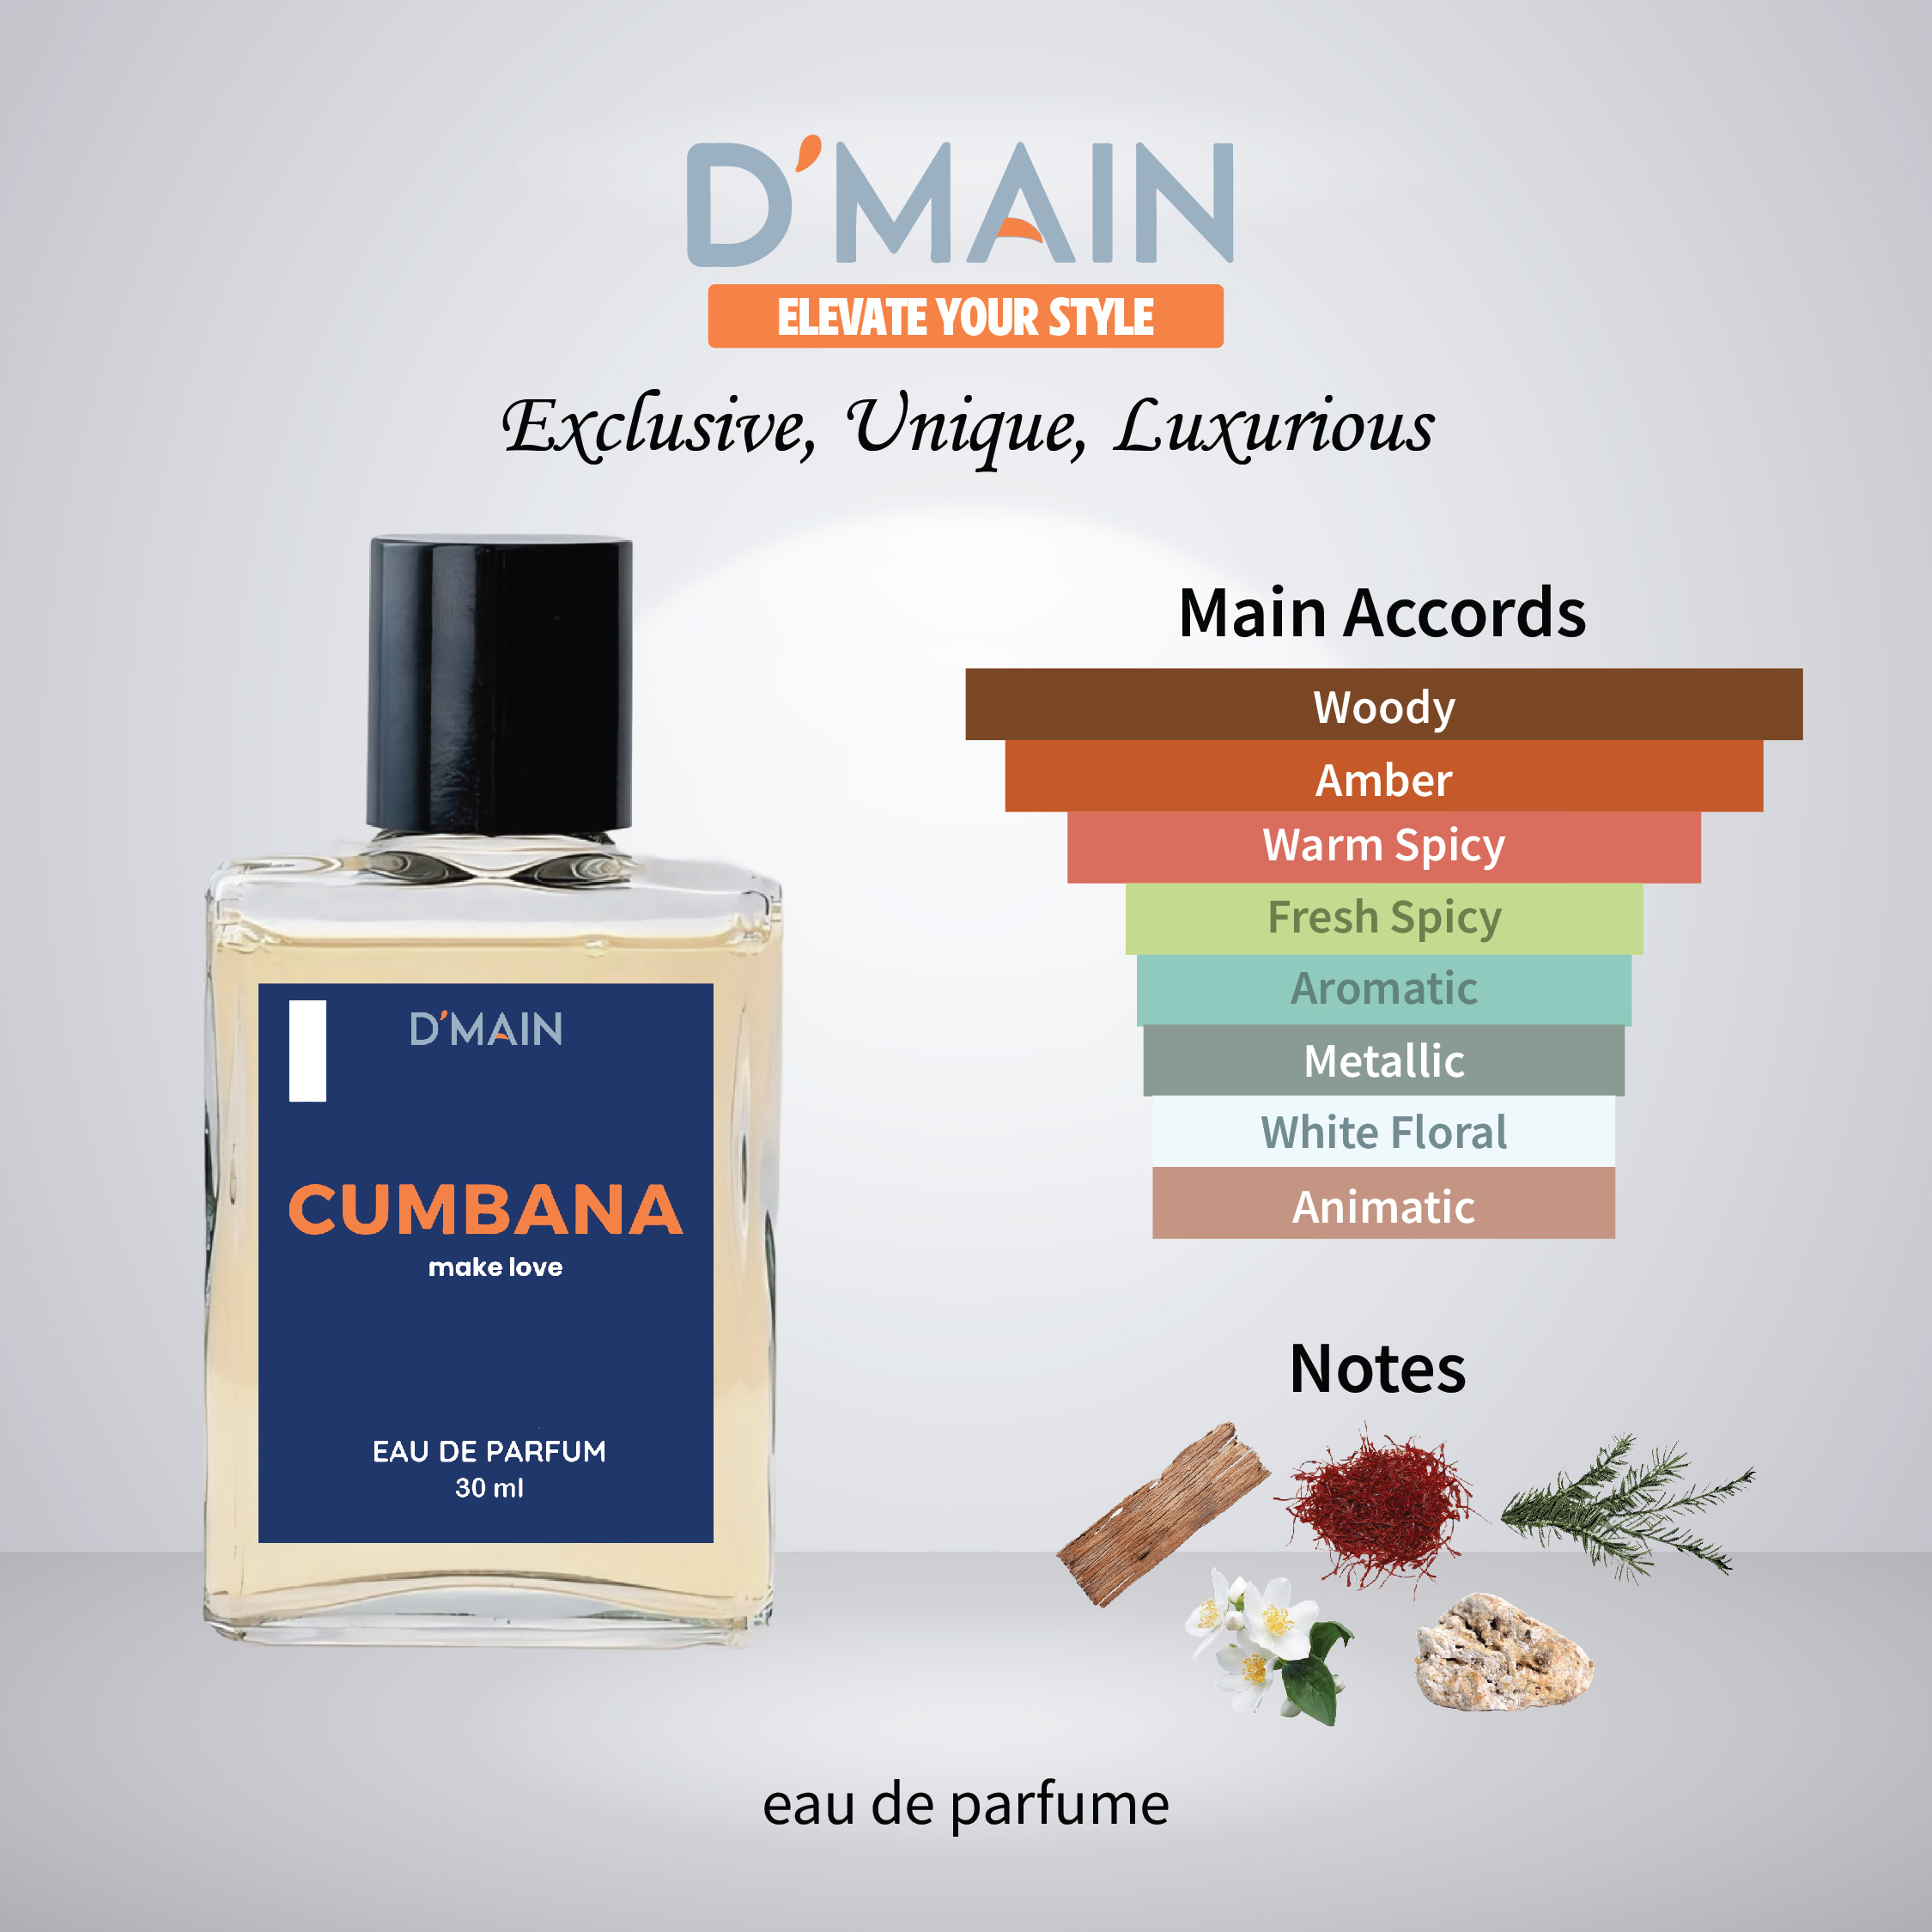 D'MAIN
ELEVATE YOUR STYLE
Exclusive, Unique, Luxurious
D'MAIN
CUMBANA
make love
EAU DE PARFUM
30 ml
Main Accords
Woody
Amber
Warm Spicy
Fresh Spicy
Aromatic
Metallic
White Floral
Animatic
Notes
eau de parfume